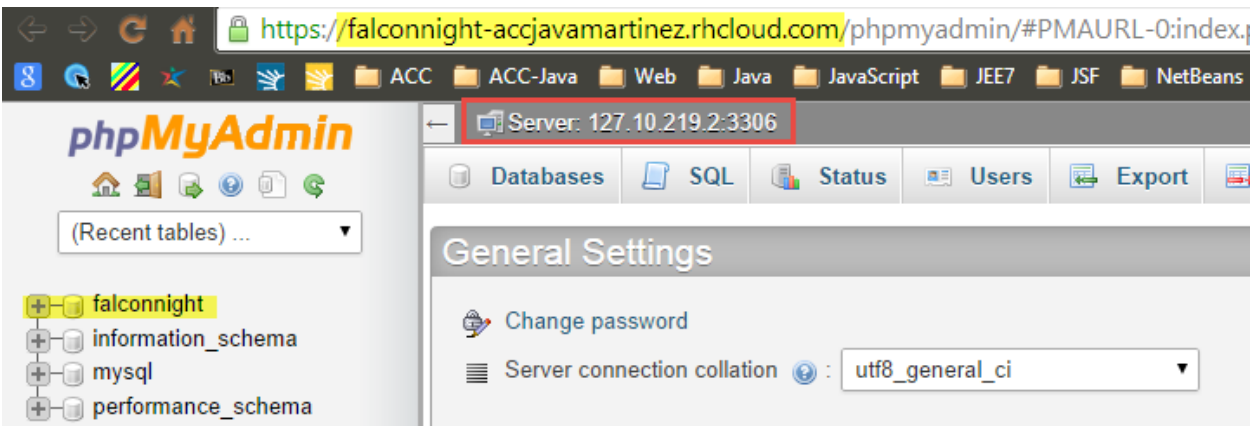 https://falconnight-accjavamartinez.rhcloud.com/phpmyadmin/#PMAURL-0:index.p
8 Bb ACC ACC-Java Web Java JavaScript JEE7 JSF NetBeans
phpMyAdmin
(Recent tables) ...
falconnight
information_schema
mysql
performance_schema
← Server: 127.10.219.2:3306
Databases SQL Status Users Export
General Settings
Change password
Server connection collation : utf8_general_ci